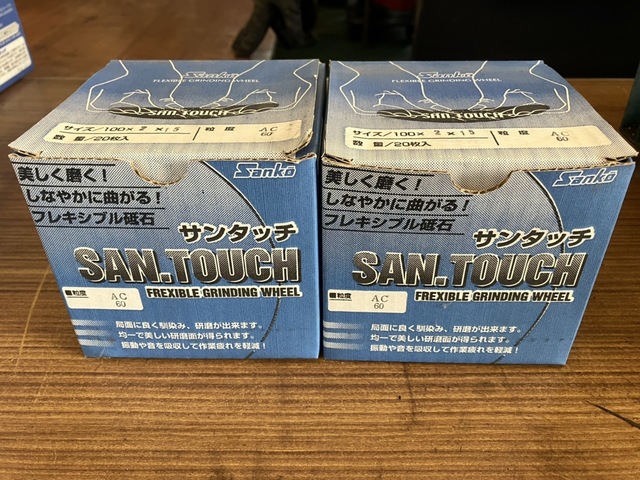 Sanko
FLEXIBLE GRINDING WHEEL
SAN.TOUCH
サイズ/100× 2 ×15 粒度 AC 60
数量/20枚入
Sanko
美しく磨く!
しなやかに曲がる!
フレキシブル砥石
サンタッチ
SAN.TOUCH
FREXIBLE GRINDING WHEEL
■粒度 AC 60
局面に良く馴染み、研磨が出来ます。
均一で美しい研磨面が得られます。
振動や音を吸収して作業疲れを軽減!
Sanko
FLEXIBLE GRINDING WHEEL
SAN.TOUCH
サイズ/100× 2 ×15 粒度 AC 60
数量/20枚入
Sanko
美しく磨く!
しなやかに曲がる!
フレキシブル砥石
サンタッチ
SAN.TOUCH
FREXIBLE GRINDING WHEEL
■粒度 AC 60
局面に良く馴染み、研磨が出来ます。
均一で美しい研磨面が得られます。
振動や音を吸収して作業疲れを軽減!